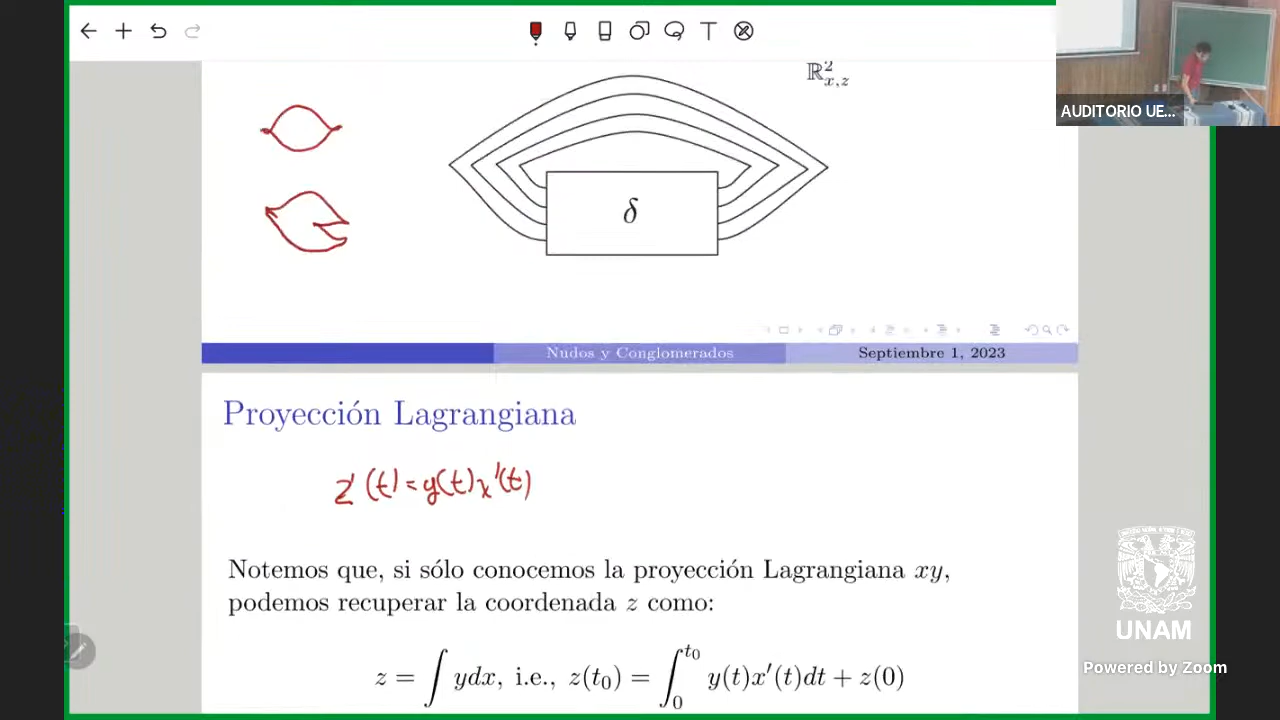 T
ℝ²x,z
AUDITORIO UE...
δ
Nudos y Conglomerados
Septiembre 1, 2023
Proyección Lagrangiana
z'(t)=y(t)x'(t)
Notemos que, si sólo conocemos la proyección Lagrangiana xy,
podemos recuperar la coordenada z como:
z = ∫ ydx, i.e., z(t₀) = ∫₀^t₀ y(t)x′(t)dt + z(0)
UNAM
Powered by Zoom